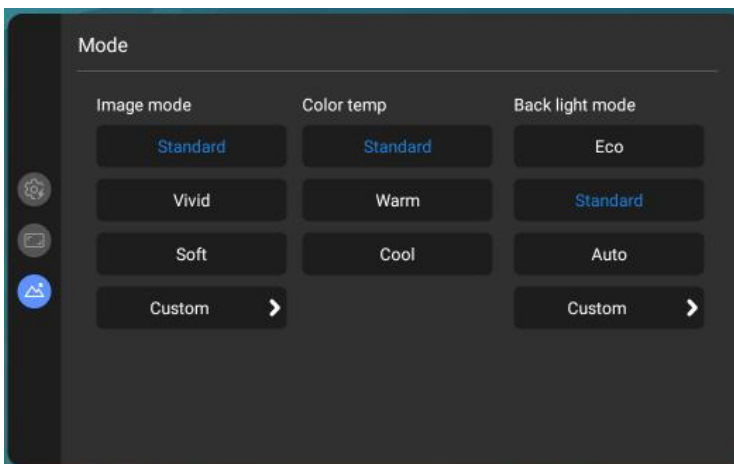 Mode
Image mode Color temp Back light mode
Standard Standard Eco
Vivid Warm Standard
Soft Cool Auto
Custom Custom